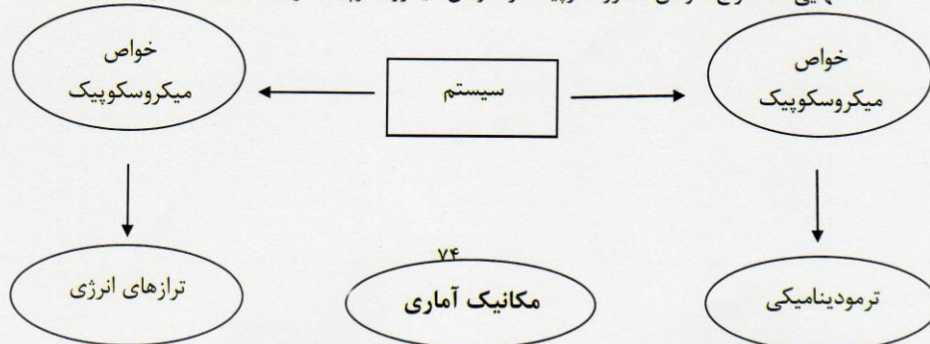 خواص
میکروسکوپیک
سیستم
خواص
میکروسکوپیک
ترمودینامیکی
۷۴
مکانیک آماری
ترازهای انرژی